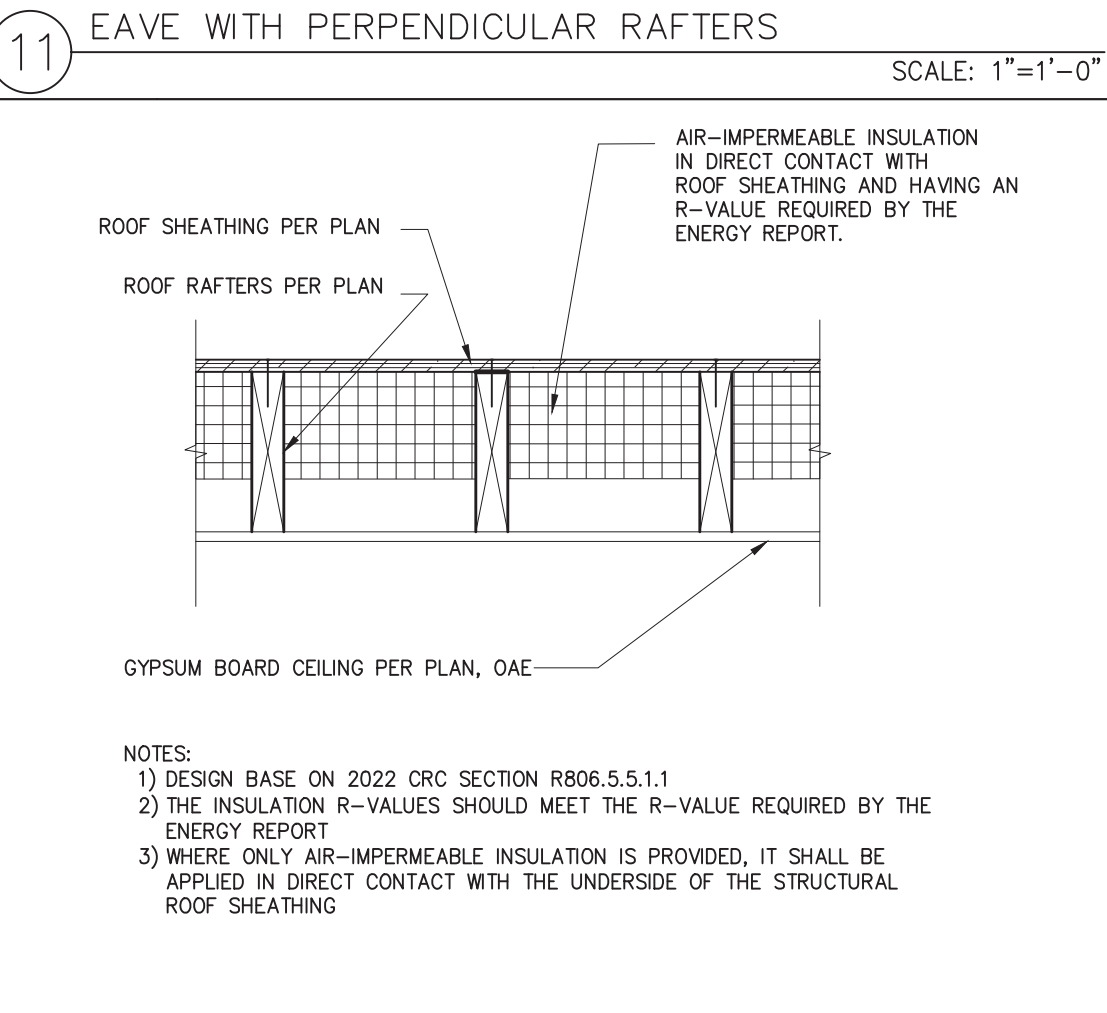 11
EAVE WITH PERPENDICULAR RAFTERS
SCALE: 1"=1'-0"
AIR-IMPERMEABLE INSULATION
IN DIRECT CONTACT WITH
ROOF SHEATHING AND HAVING AN
R-VALUE REQUIRED BY THE
ENERGY REPORT.
ROOF SHEATHING PER PLAN
ROOF RAFTERS PER PLAN
GYPSUM BOARD CEILING PER PLAN, OAE
NOTES:
1) DESIGN BASE ON 2022 CRC SECTION R806.5.5.1.1
2) THE INSULATION R-VALUES SHOULD MEET THE R-VALUE REQUIRED BY THE
ENERGY REPORT
3) WHERE ONLY AIR-IMPERMEABLE INSULATION IS PROVIDED, IT SHALL BE
APPLIED IN DIRECT CONTACT WITH THE UNDERSIDE OF THE STRUCTURAL
ROOF SHEATHING